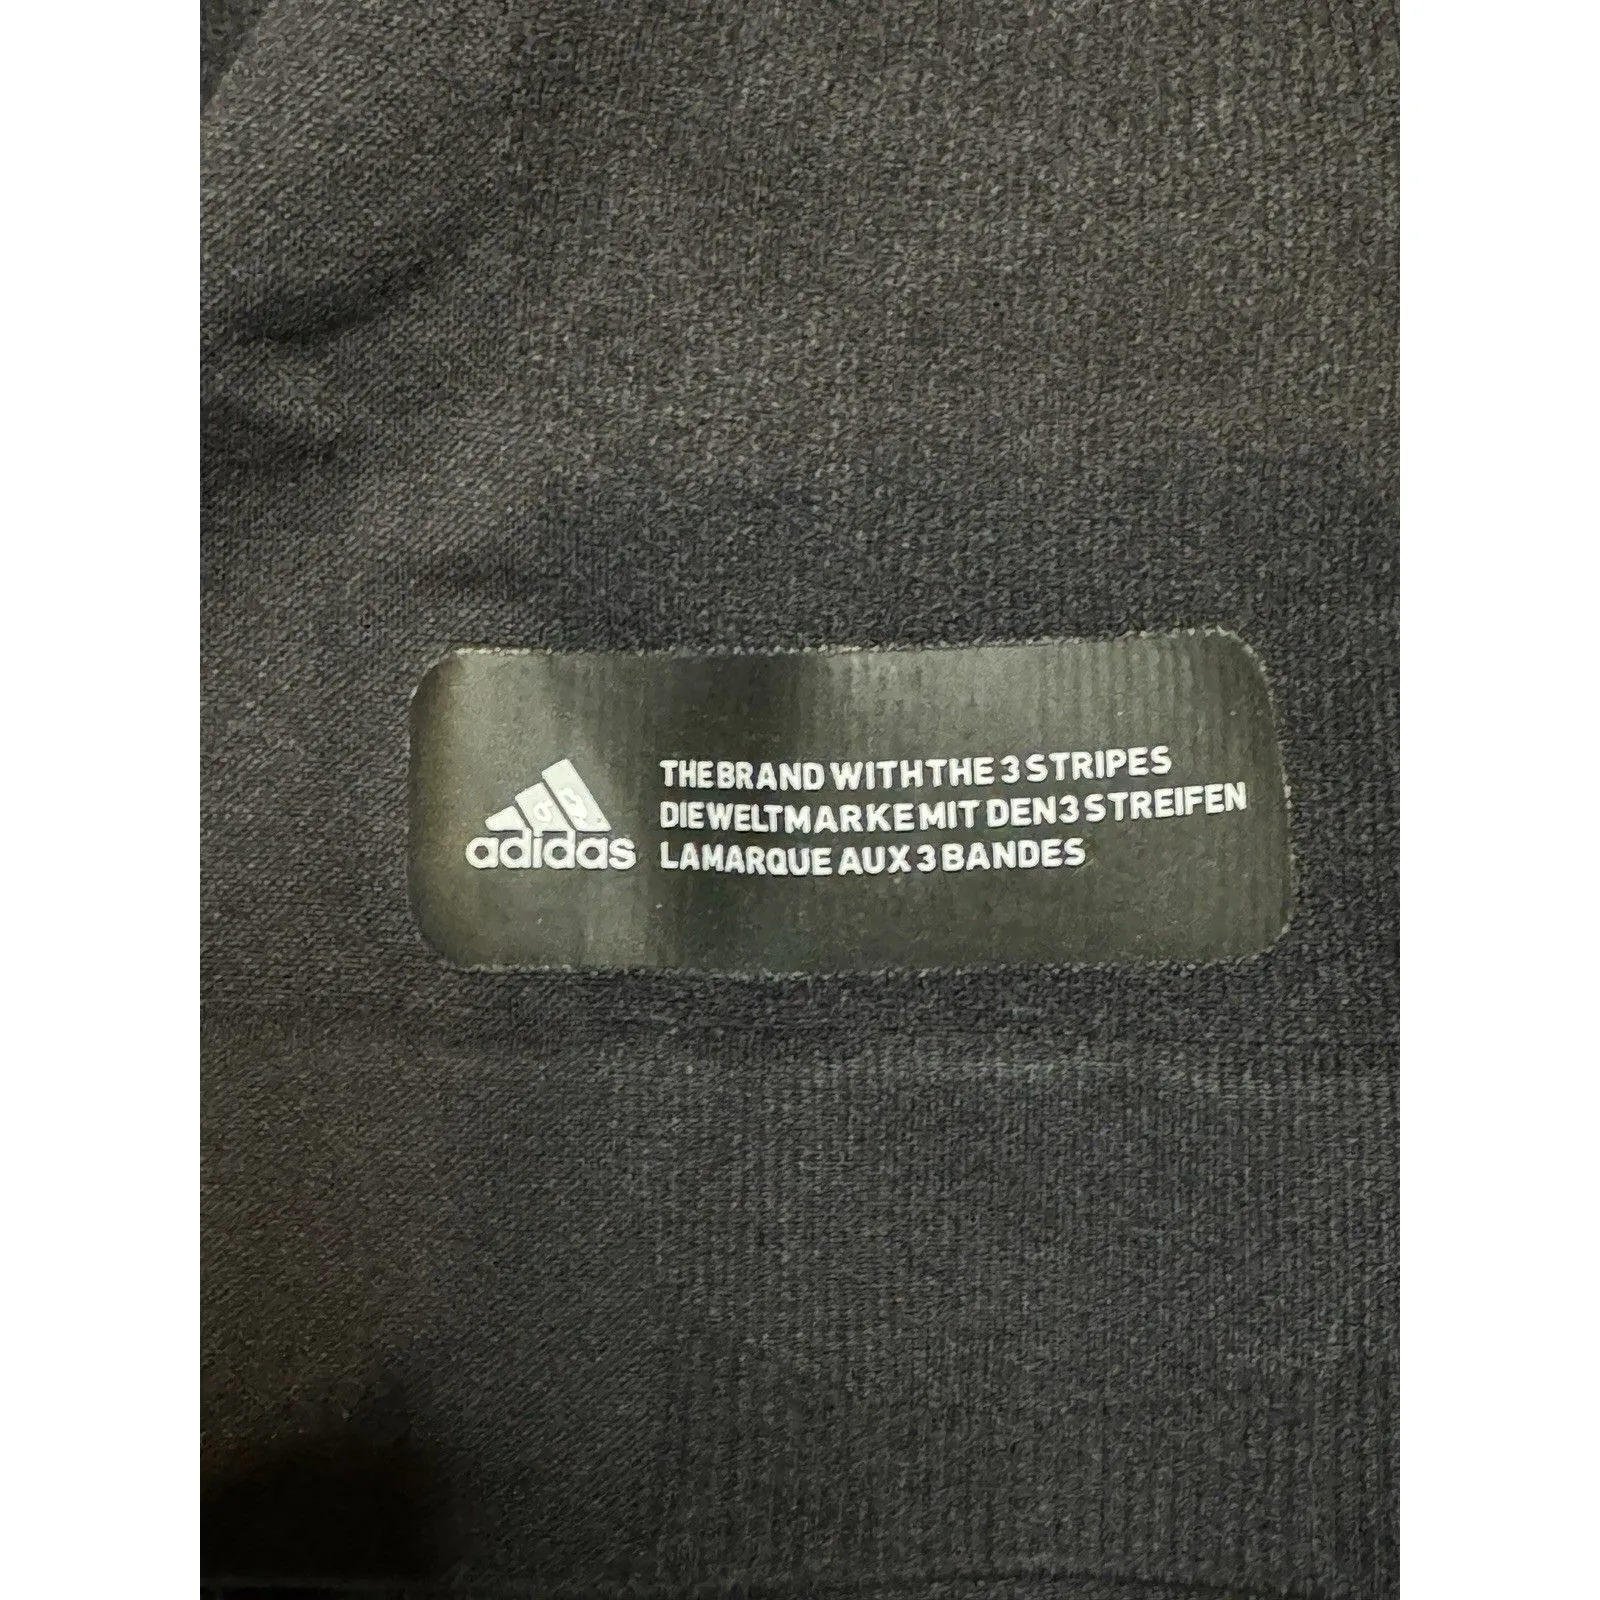 adidas
THE BRAND WITH THE 3 STRIPES
DIE WELTMARKE MIT DEN 3 STREIFEN
LA MARQUE AUX 3 BANDES